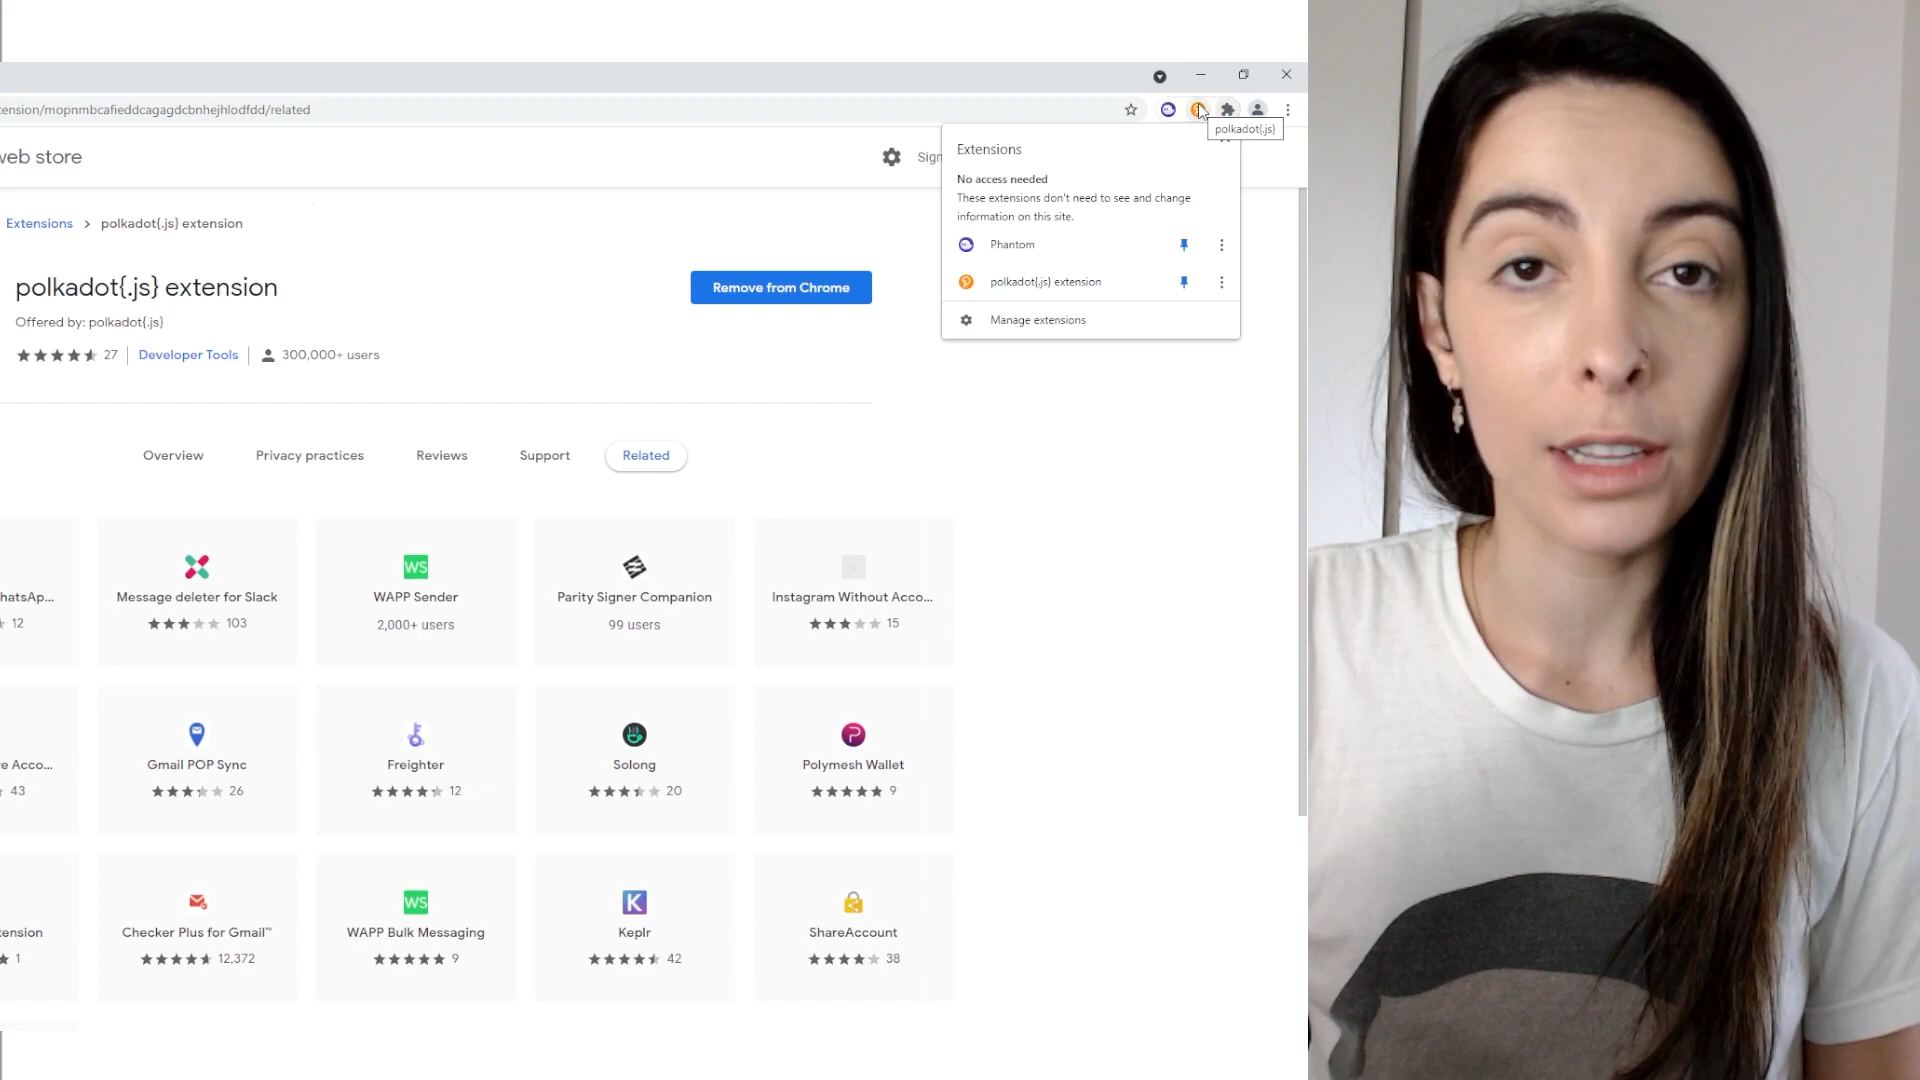 ension/mopnmbcafieddcagagdcbnhejhlodfdd/related
polkadot{.js}
web store
Sign
Extensions
No access needed
These extensions don't need to see and change
information on this site.
Phantom
polkadot{.js} extension
Manage extensions
Extensions > polkadot{.js} extension
polkadot{.js} extension
Remove from Chrome
Offered by: polkadot{.js}
27
Developer Tools
300,000+ users
Overview
Privacy practices
Reviews
Support
Related
hatsAp...
12
Message deleter for Slack
103
WS
WAPP Sender
2,000+ users
Parity Signer Companion
99 users
Instagram Without Acco...
15
e Acco...
43
Gmail POP Sync
26
Freighter
12
Solong
20
Polymesh Wallet
9
ension
1
Checker Plus for Gmail™
12,372
WS
WAPP Bulk Messaging
9
K
Keplr
42
ShareAccount
38